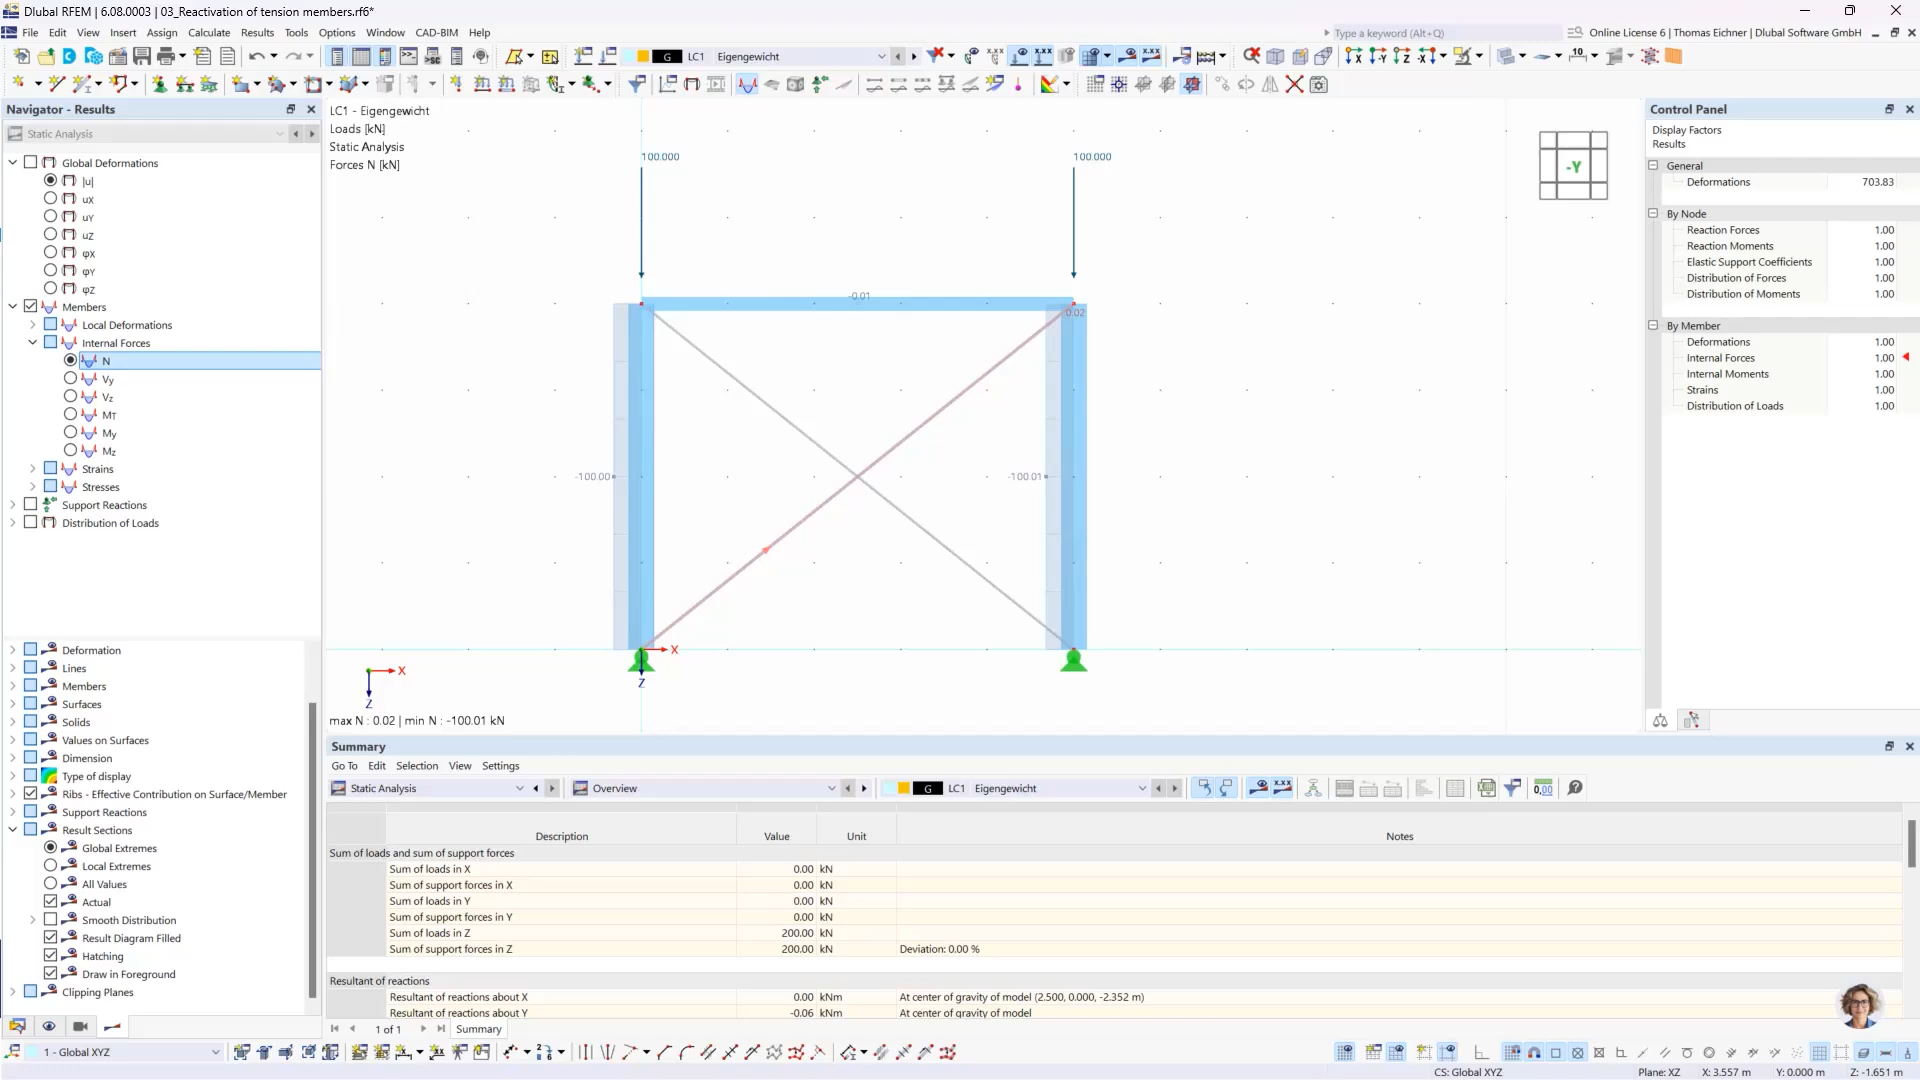 Dlubal RFEM | 6.08.0003 | 03_Reactivation of tension members.rf6*
File Edit View Insert Assign Calculate Results Tools Options Window CAD-BIM Help
Type a keyword (Alt+Q)
Online License 6 | Thomas Eichner | Dlubal Software GmbH
G LC1 Eigengewicht
Navigator - Results
Static Analysis
Global Deformations
|u|
uX
uY
uZ
φX
φY
φZ
Members
Local Deformations
Internal Forces
N
Vy
Vz
MT
My
Mz
Strains
Stresses
Support Reactions
Distribution of Loads
Deformation
Lines
Members
Surfaces
Solids
Values on Surfaces
Dimension
Type of display
Ribs - Effective Contribution on Surface/Member
Support Reactions
Result Sections
Global Extremes
Local Extremes
All Values
Actual
Smooth Distribution
Result Diagram Filled
Hatching
Draw in Foreground
Clipping Planes
1 - Global XYZ
LC1 - Eigengewicht
Loads [kN]
Static Analysis
Forces N [kN]
100.000
100.000
-0.01
0.02
-100.00
-100.01
X
Z
X
Z
-Y
max N : 0.02 | min N : -100.01 kN
Control Panel
Display Factors
Results
General
Deformations 703.83
By Node
Reaction Forces 1.00
Reaction Moments 1.00
Elastic Support Coefficients 1.00
Distribution of Forces 1.00
Distribution of Moments 1.00
By Member
Deformations 1.00
Internal Forces 1.00
Internal Moments 1.00
Strains 1.00
Distribution of Loads 1.00
Summary
Go To Edit Selection View Settings
Static Analysis Overview G LC1 Eigengewicht
Description Value Unit Notes
Sum of loads and sum of support forces
Sum of loads in X 0.00 kN
Sum of support forces in X 0.00 kN
Sum of loads in Y 0.00 kN
Sum of support forces in Y 0.00 kN
Sum of loads in Z 200.00 kN
Sum of support forces in Z 200.00 kN Deviation: 0.00 %
Resultant of reactions
Resultant of reactions about X 0.00 kNm At center of gravity of model (2.500, 0.000, -2.352 m)
Resultant of reactions about Y -0.06 kNm At center of gravity of model
1 of 1 Summary
CS: Global XYZ Plane: XZ X: 3.557 m Y: 0.000 m Z: -1.651 m